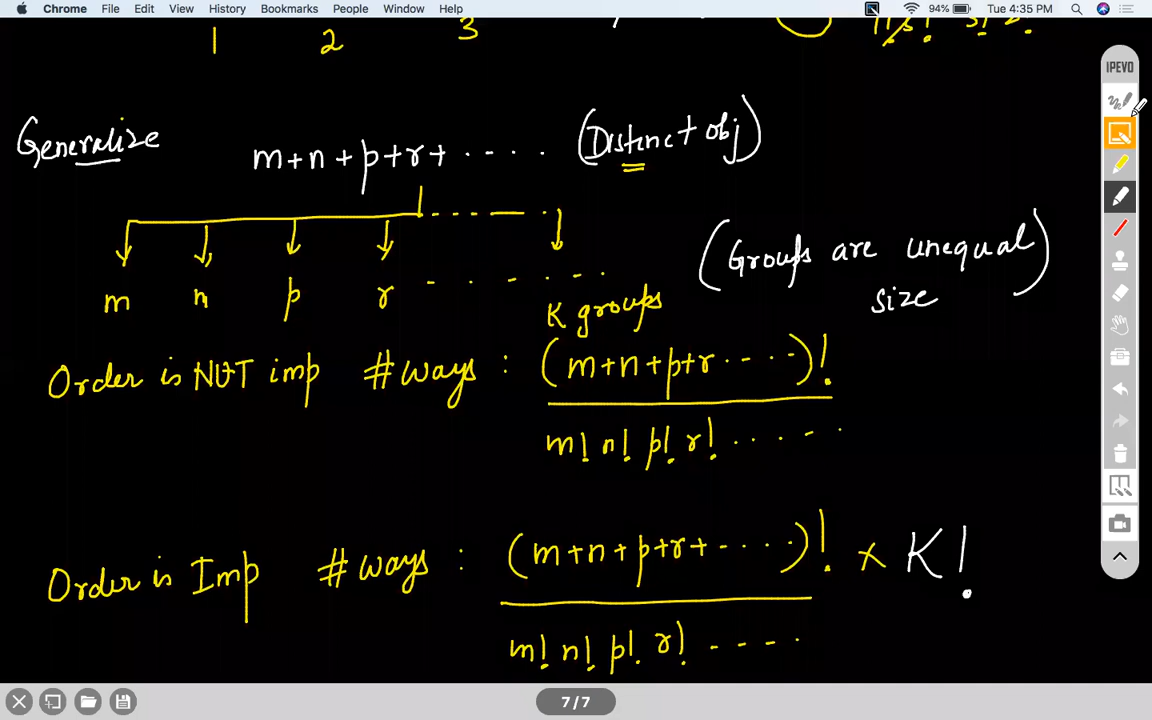 Chrome File Edit View History Bookmarks People Window Help 94% Tue 4:35 PM
1 2 3
IPEVO
Generalize m+n+p+r+ ····. (Distinct obj)
m n p r - - . - - . K groups
(Groups are unequal size
Order is NOT imp #ways : (m+n+p+r ····)!
m! n! p! r! ·····
Order is Imp #ways : (m+n+p+r+ ····)! × K!
m! n! p! r! ----·
7/7